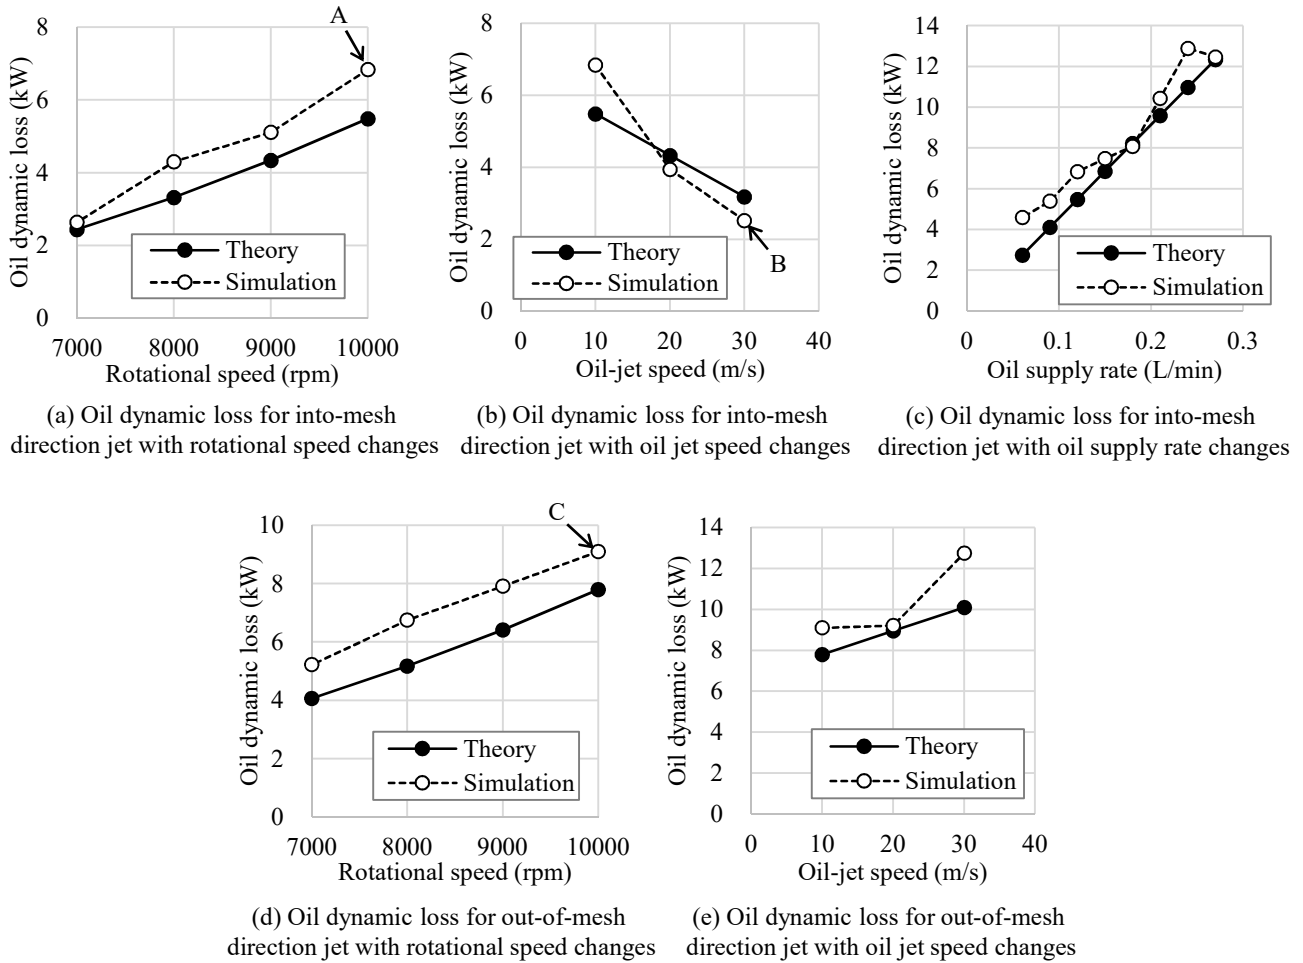 A
Oil dynamic loss (kW)
8
6
4
2
0
7000 8000 9000 10000
Rotational speed (rpm)
Theory
Simulation
(a) Oil dynamic loss for into-mesh
direction jet with rotational speed changes
Oil dynamic loss (kW)
8
6
4
2
0
0 10 20 30 40
Oil-jet speed (m/s)
Theory
Simulation
B
(b) Oil dynamic loss for into-mesh
direction jet with oil jet speed changes
Oil dynamic loss (kW)
14
12
10
8
6
4
2
0
0 0.1 0.2 0.3
Oil supply rate (L/min)
Theory
Simulation
(c) Oil dynamic loss for into-mesh
direction jet with oil supply rate changes
C
Oil dynamic loss (kW)
10
8
6
4
2
0
7000 8000 9000 10000
Rotational speed (rpm)
Theory
Simulation
(d) Oil dynamic loss for out-of-mesh
direction jet with rotational speed changes
Oil dynamic loss (kW)
14
12
10
8
6
4
2
0
0 10 20 30 40
Oil-jet speed (m/s)
Theory
Simulation
(e) Oil dynamic loss for out-of-mesh
direction jet with oil jet speed changes